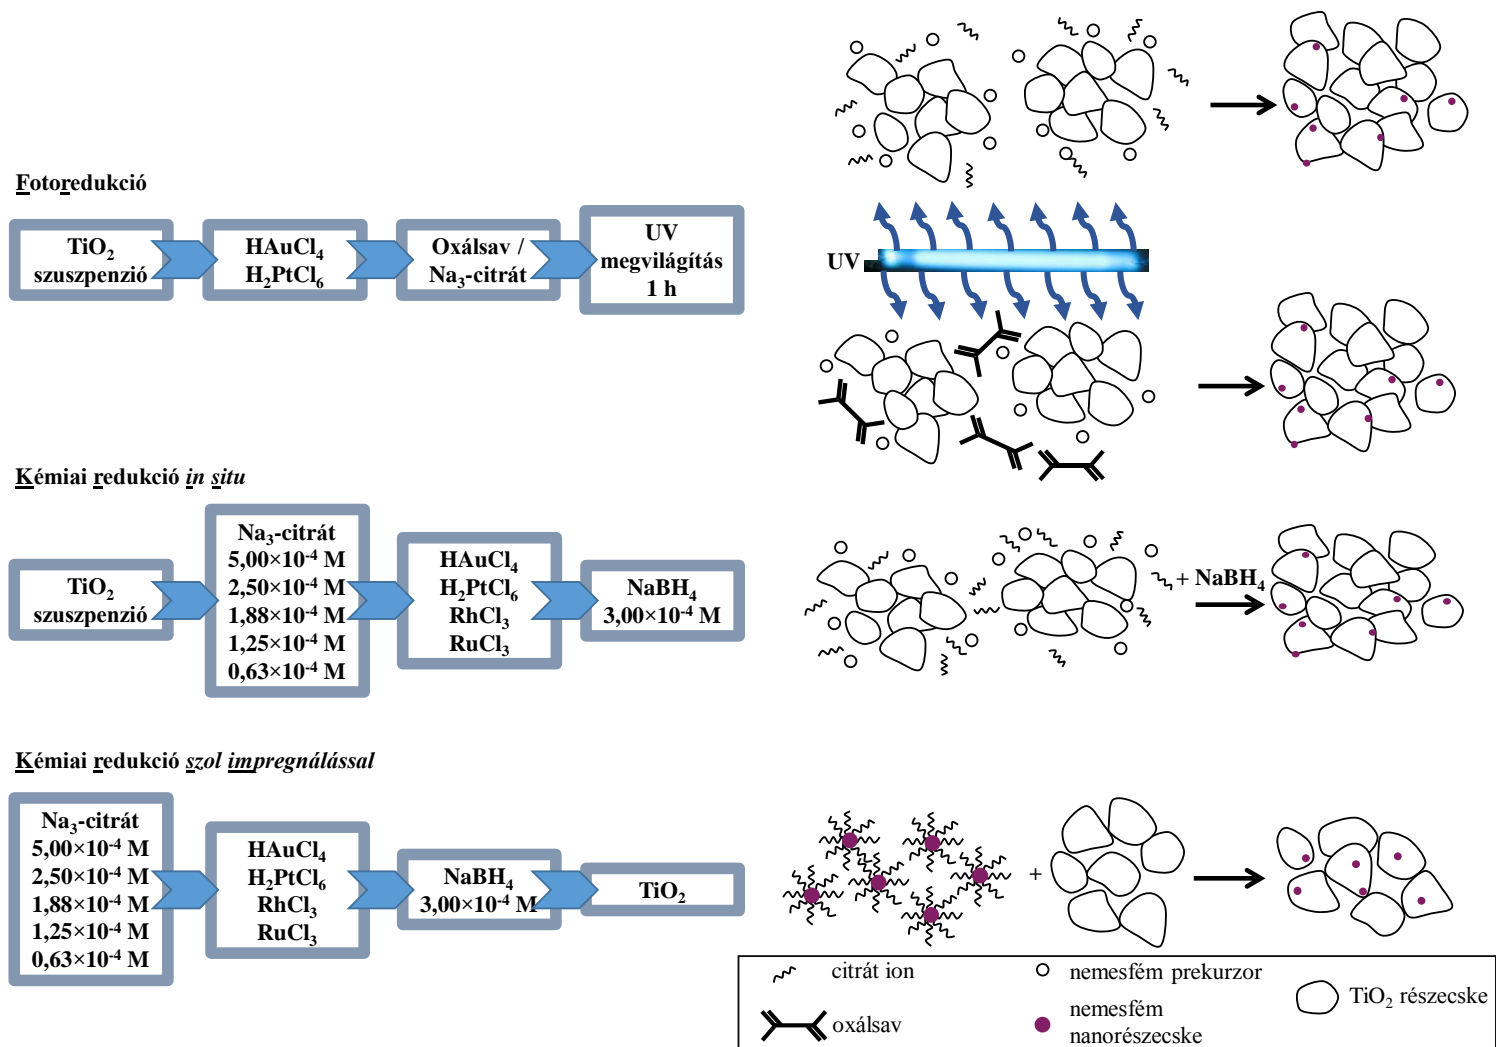 Fotoredukció
TiO₂
szuszpenzió
HAuCl₄
H₂PtCl₆
Oxálsav /
Na₃-citrát
UV
megvilágítás
1 h
UV
Kémiai redukció in situ
TiO₂
szuszpenzió
Na₃-citrát
5,00×10⁻⁴ M
2,50×10⁻⁴ M
1,88×10⁻⁴ M
1,25×10⁻⁴ M
0,63×10⁻⁴ M
HAuCl₄
H₂PtCl₆
RhCl₃
RuCl₃
NaBH₄
3,00×10⁻⁴ M
+ NaBH₄
Kémiai redukció szol impregnálással
Na₃-citrát
5,00×10⁻⁴ M
2,50×10⁻⁴ M
1,88×10⁻⁴ M
1,25×10⁻⁴ M
0,63×10⁻⁴ M
HAuCl₄
H₂PtCl₆
RhCl₃
RuCl₃
NaBH₄
3,00×10⁻⁴ M
TiO₂
+
citrát ion
oxálsav
nemesfém prekurzor
nemesfém
nanorészecske
TiO₂ részecske